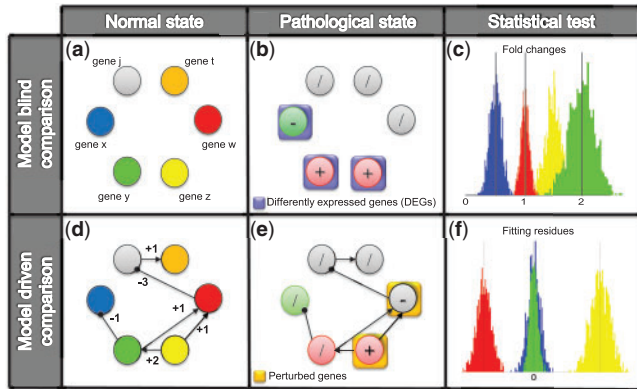 Normal state
Pathological state
Statistical test
Model blind
comparison
(a)
gene j
gene t
gene x
gene w
gene y
gene z
(b)
/
/
-
/
+
+
Differently expressed genes (DEGs)
(c)
Fold changes
0
1
2
Model driven
comparison
(d)
+1
-3
-1
+1
+1
+2
(e)
/
/
/
-
/
+
Perturbed genes
(f)
Fitting residues
0